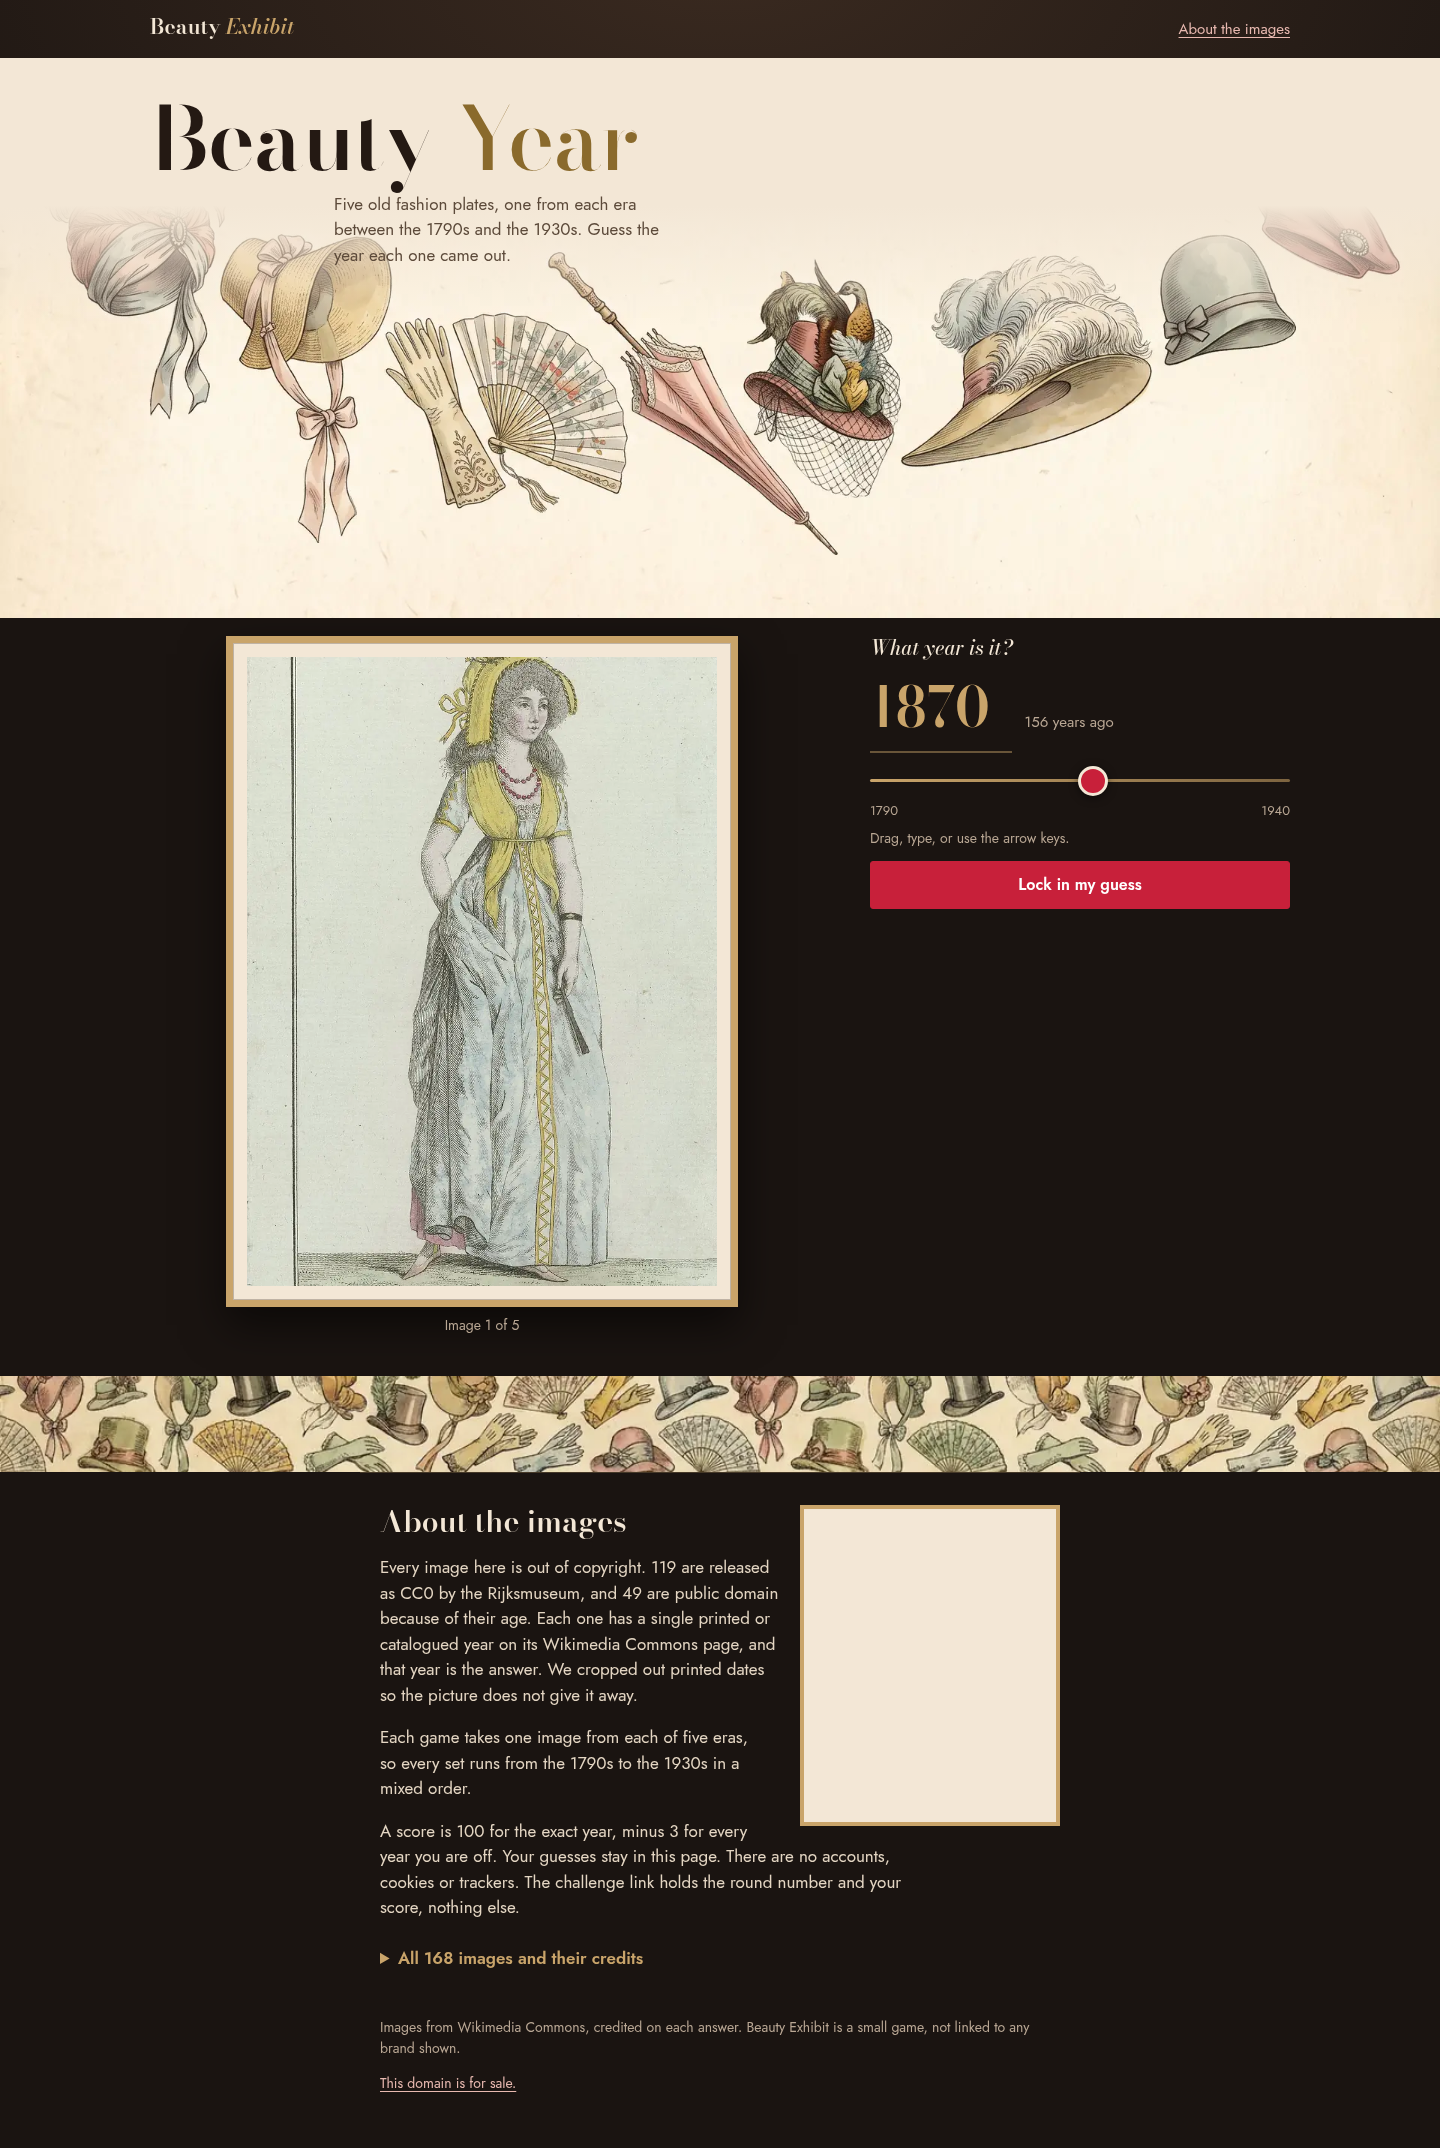 Beauty Exhibit
About the images
Beauty Year
Five old fashion plates, one from each era
between the 1790s and the 1930s. Guess the
year each one came out.
What year is it?
1870
156 years ago
1790
1940
Drag, type, or use the arrow keys.
Lock in my guess
Image 1 of 5
About the images
Every image here is out of copyright. 119 are released
as CC0 by the Rijksmuseum, and 49 are public domain
because of their age. Each one has a single printed or
catalogued year on its Wikimedia Commons page, and
that year is the answer. We cropped out printed dates
so the picture does not give it away.
Each game takes one image from each of five eras,
so every set runs from the 1790s to the 1930s in a
mixed order.
A score is 100 for the exact year, minus 3 for every
year you are off. Your guesses stay in this page. There are no accounts,
cookies or trackers. The challenge link holds the round number and your
score, nothing else.
All 168 images and their credits
Images from Wikimedia Commons, credited on each answer. Beauty Exhibit is a small game, not linked to any
brand shown.
This domain is for sale.